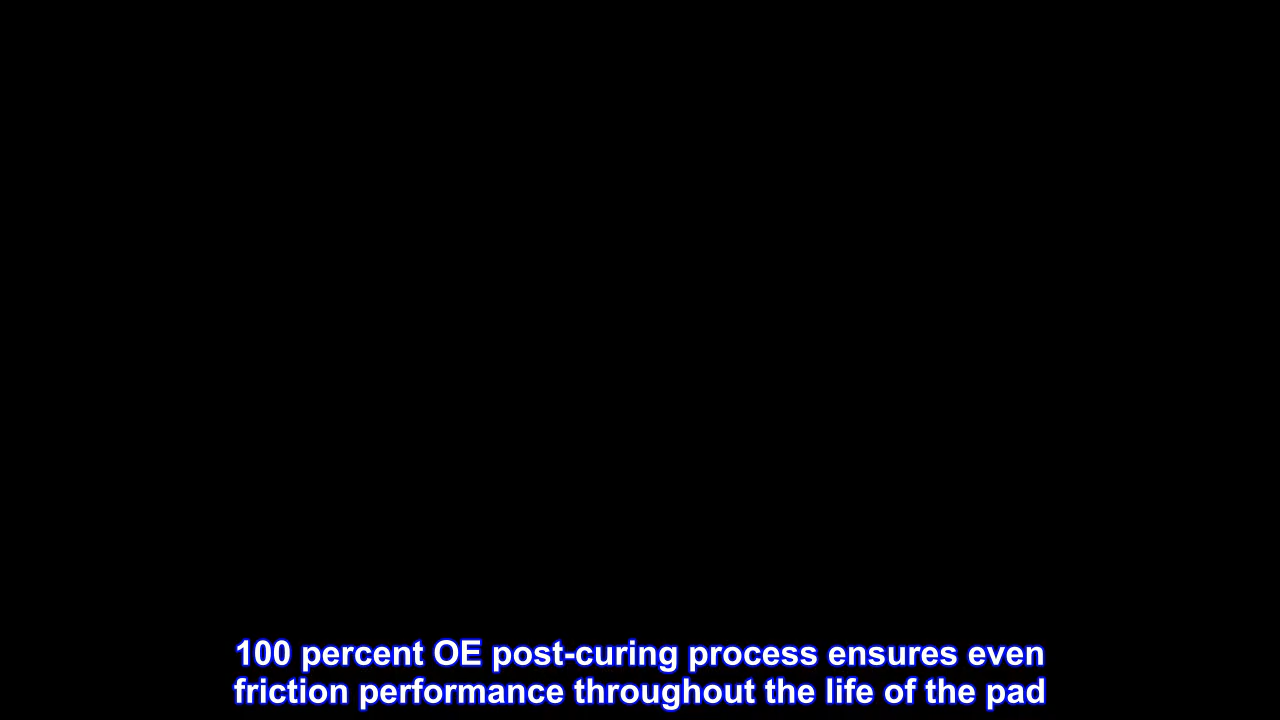 100 percent OE post-curing process ensures even
friction performance throughout the life of the pad